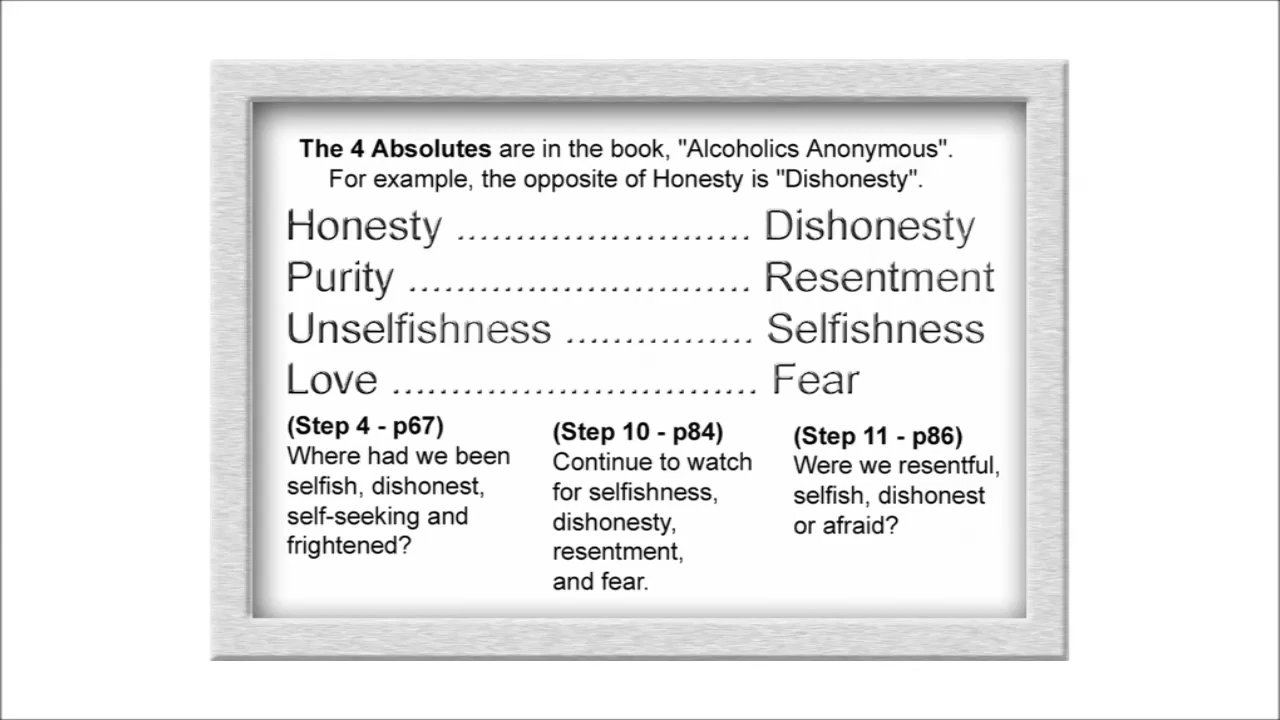 The 4 Absolutes are in the book, "Alcoholics Anonymous".
For example, the opposite of Honesty is "Dishonesty".
Honesty ......................... Dishonesty
Purity ............................. Resentment
Unselfishness ................ Selfishness
Love ............................... Fear
(Step 4 - p67)
Where had we been
selfish, dishonest,
self-seeking and
frightened?
(Step 10 - p84)
Continue to watch
for selfishness,
dishonesty,
resentment,
and fear.
(Step 11 - p86)
Were we resentful,
selfish, dishonest
or afraid?